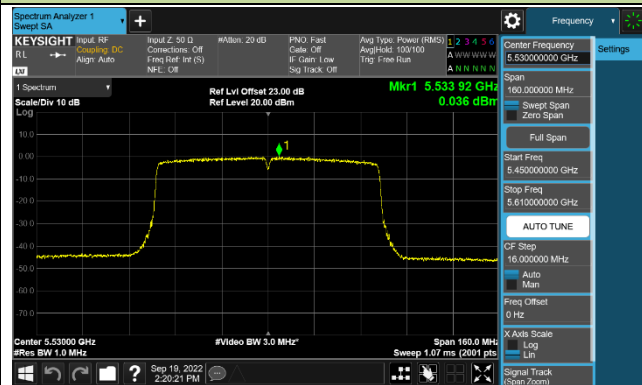 Spectrum Analyzer 1
Swept SA
Frequency
KEYSIGHT
RL
Input: RF
Coupling: DC
Align: Auto
Input Z: 50 Ω
Corrections: Off
Freq Ref: Int (S)
NFE: Off
#Atten: 20 dB
PNO: Fast
Gate: Off
IF Gain: Low
Sig Track: Off
Avg Type: Power (RMS)
Avg|Hold: 100/100
Trig: Free Run
1 2 3 4 5 6
A W W W W W
A N N N N N
LXI
1 Spectrum
Scale/Div 10 dB
Log
Ref Lvl Offset 23.00 dB
Ref Level 20.00 dBm
Mkr1 5.533 92 GHz
0.036 dBm
1
10.0
0.00
-10.0
-20.0
-30.0
-40.0
-50.0
-60.0
-70.0
Center 5.53000 GHz
#Res BW 1.0 MHz
#Video BW 3.0 MHz*
Span 160.0 MHz
Sweep 1.07 ms (2001 pts)
Sep 19, 2022
2:20:21 PM
Center Frequency
5.530000000 GHz
Settings
Span
160.000000 MHz
Swept Span
Zero Span
Full Span
Start Freq
5.450000000 GHz
Stop Freq
5.610000000 GHz
AUTO TUNE
CF Step
16.000000 MHz
Auto
Man
Freq Offset
0 Hz
X Axis Scale
Log
Lin
Signal Track
(Span Zoom)